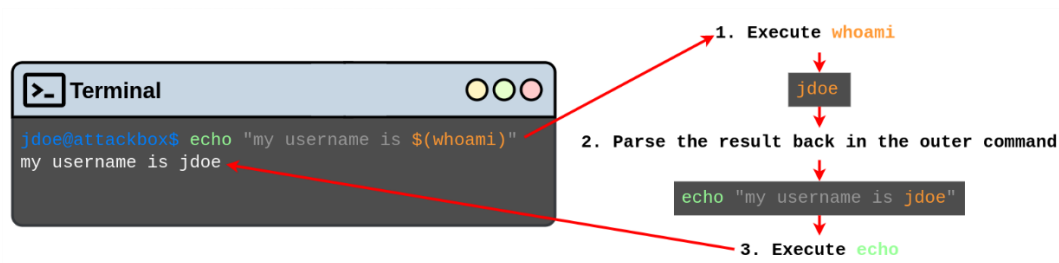 >_ Terminal
jdoe@attackbox$ echo "my username is $(whoami)"
my username is jdoe
1. Execute whoami
jdoe
2. Parse the result back in the outer command
echo "my username is jdoe"
3. Execute echo